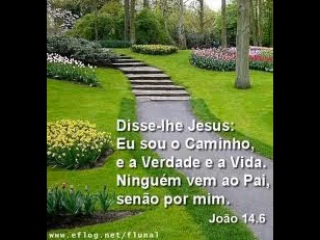 Disse-lhe Jesus:
Eu sou o Caminho,
e a Verdade e a Vida.
Ninguém vem ao Pai,
senão por mim.
João 14.6
www.eflog.net/flunal